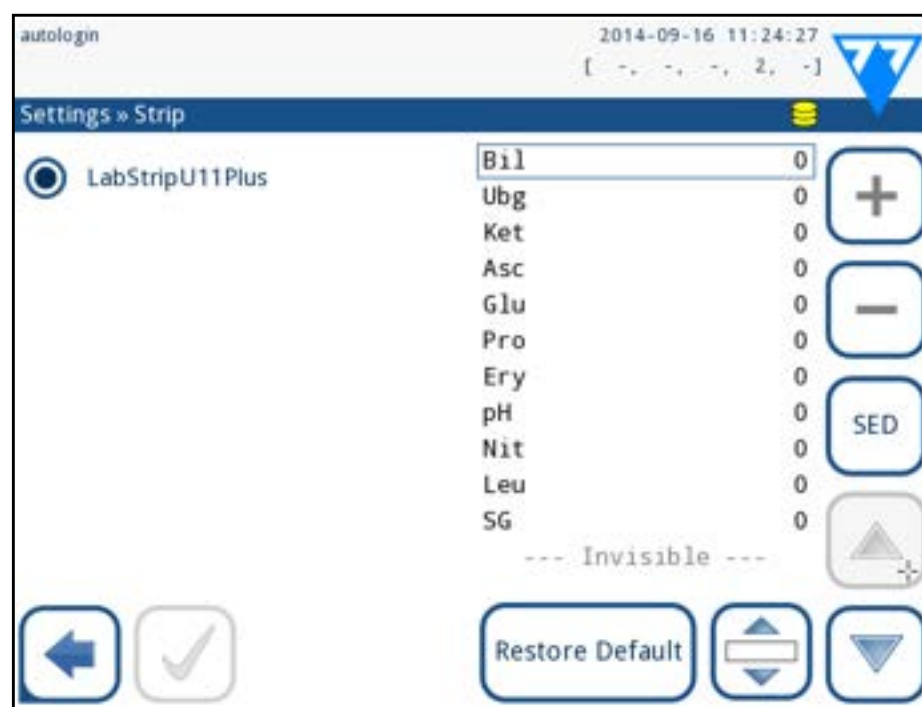 autologin
2014-09-16 11:24:27
[ -, -, -, 2, -]
77
Settings » Strip
LabStripU11Plus
Bil 0
Ubg 0
Ket 0
Asc 0
Glu 0
Pro 0
Ery 0
pH 0
Nit 0
Leu 0
SG 0
--- Invisible ---
SED
Restore Default